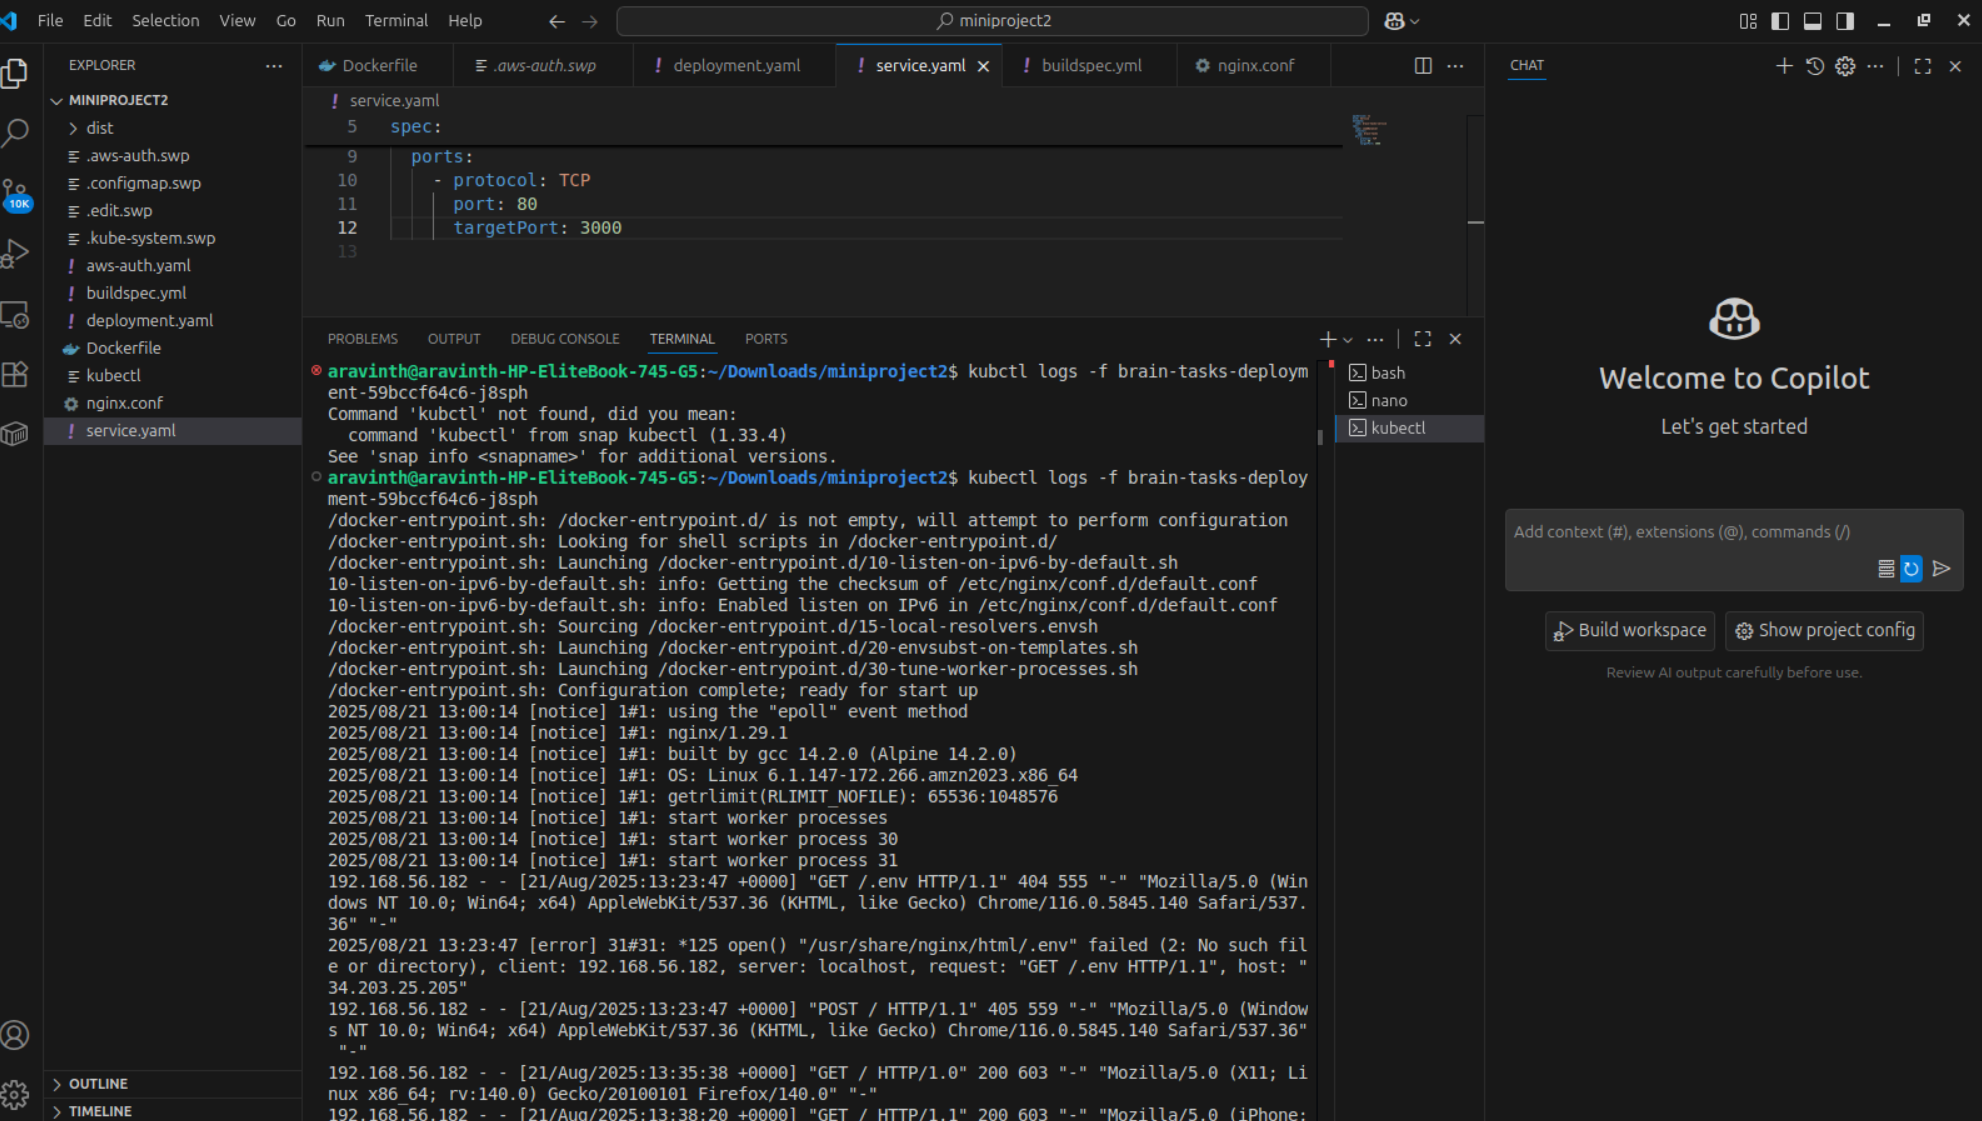 File Edit Selection View Go Run Terminal Help
miniproject2
EXPLORER
MINIPROJECT2
dist
.aws-auth.swp
.configmap.swp
.edit.swp
.kube-system.swp
aws-auth.yaml
buildspec.yml
deployment.yaml
Dockerfile
kubectl
nginx.conf
service.yaml
10K
OUTLINE
TIMELINE
Dockerfile .aws-auth.swp deployment.yaml service.yaml buildspec.yml nginx.conf
service.yaml
5 spec:
9 ports:
10 - protocol: TCP
11 port: 80
12 targetPort: 3000
13
PROBLEMS OUTPUT DEBUG CONSOLE TERMINAL PORTS
aravinth@aravinth-HP-EliteBook-745-G5:~/Downloads/miniproject2$ kubctl logs -f brain-tasks-deploym
ent-59bccf64c6-j8sph
Command 'kubctl' not found, did you mean:
command 'kubectl' from snap kubectl (1.33.4)
See 'snap info <snapname>' for additional versions.
aravinth@aravinth-HP-EliteBook-745-G5:~/Downloads/miniproject2$ kubectl logs -f brain-tasks-deploy
ment-59bccf64c6-j8sph
/docker-entrypoint.sh: /docker-entrypoint.d/ is not empty, will attempt to perform configuration
/docker-entrypoint.sh: Looking for shell scripts in /docker-entrypoint.d/
/docker-entrypoint.sh: Launching /docker-entrypoint.d/10-listen-on-ipv6-by-default.sh
10-listen-on-ipv6-by-default.sh: info: Getting the checksum of /etc/nginx/conf.d/default.conf
10-listen-on-ipv6-by-default.sh: info: Enabled listen on IPv6 in /etc/nginx/conf.d/default.conf
/docker-entrypoint.sh: Sourcing /docker-entrypoint.d/15-local-resolvers.envsh
/docker-entrypoint.sh: Launching /docker-entrypoint.d/20-envsubst-on-templates.sh
/docker-entrypoint.sh: Launching /docker-entrypoint.d/30-tune-worker-processes.sh
/docker-entrypoint.sh: Configuration complete; ready for start up
2025/08/21 13:00:14 [notice] 1#1: using the "epoll" event method
2025/08/21 13:00:14 [notice] 1#1: nginx/1.29.1
2025/08/21 13:00:14 [notice] 1#1: built by gcc 14.2.0 (Alpine 14.2.0)
2025/08/21 13:00:14 [notice] 1#1: OS: Linux 6.1.147-172.266.amzn2023.x86_64
2025/08/21 13:00:14 [notice] 1#1: getrlimit(RLIMIT_NOFILE): 65536:1048576
2025/08/21 13:00:14 [notice] 1#1: start worker processes
2025/08/21 13:00:14 [notice] 1#1: start worker process 30
2025/08/21 13:00:14 [notice] 1#1: start worker process 31
192.168.56.182 - - [21/Aug/2025:13:23:47 +0000] "GET /.env HTTP/1.1" 404 555 "-" "Mozilla/5.0 (Win
dows NT 10.0; Win64; x64) AppleWebKit/537.36 (KHTML, like Gecko) Chrome/116.0.5845.140 Safari/537.
36" "-"
2025/08/21 13:23:47 [error] 31#31: *125 open() "/usr/share/nginx/html/.env" failed (2: No such fil
e or directory), client: 192.168.56.182, server: localhost, request: "GET /.env HTTP/1.1", host: "
34.203.25.205"
192.168.56.182 - - [21/Aug/2025:13:23:47 +0000] "POST / HTTP/1.1" 405 559 "-" "Mozilla/5.0 (Window
s NT 10.0; Win64; x64) AppleWebKit/537.36 (KHTML, like Gecko) Chrome/116.0.5845.140 Safari/537.36"
"-"
192.168.56.182 - - [21/Aug/2025:13:35:38 +0000] "GET / HTTP/1.0" 200 603 "-" "Mozilla/5.0 (X11; Li
nux x86_64; rv:140.0) Gecko/20100101 Firefox/140.0" "-"
192.168.56.182 - - [21/Aug/2025:13:38:20 +0000] "GET / HTTP/1.1" 200 603 "-" "Mozilla/5.0 (iPhone;
bash
nano
kubectl
CHAT
Welcome to Copilot
Let's get started
Add context (#), extensions (@), commands (/)
Build workspace Show project config
Review AI output carefully before use.